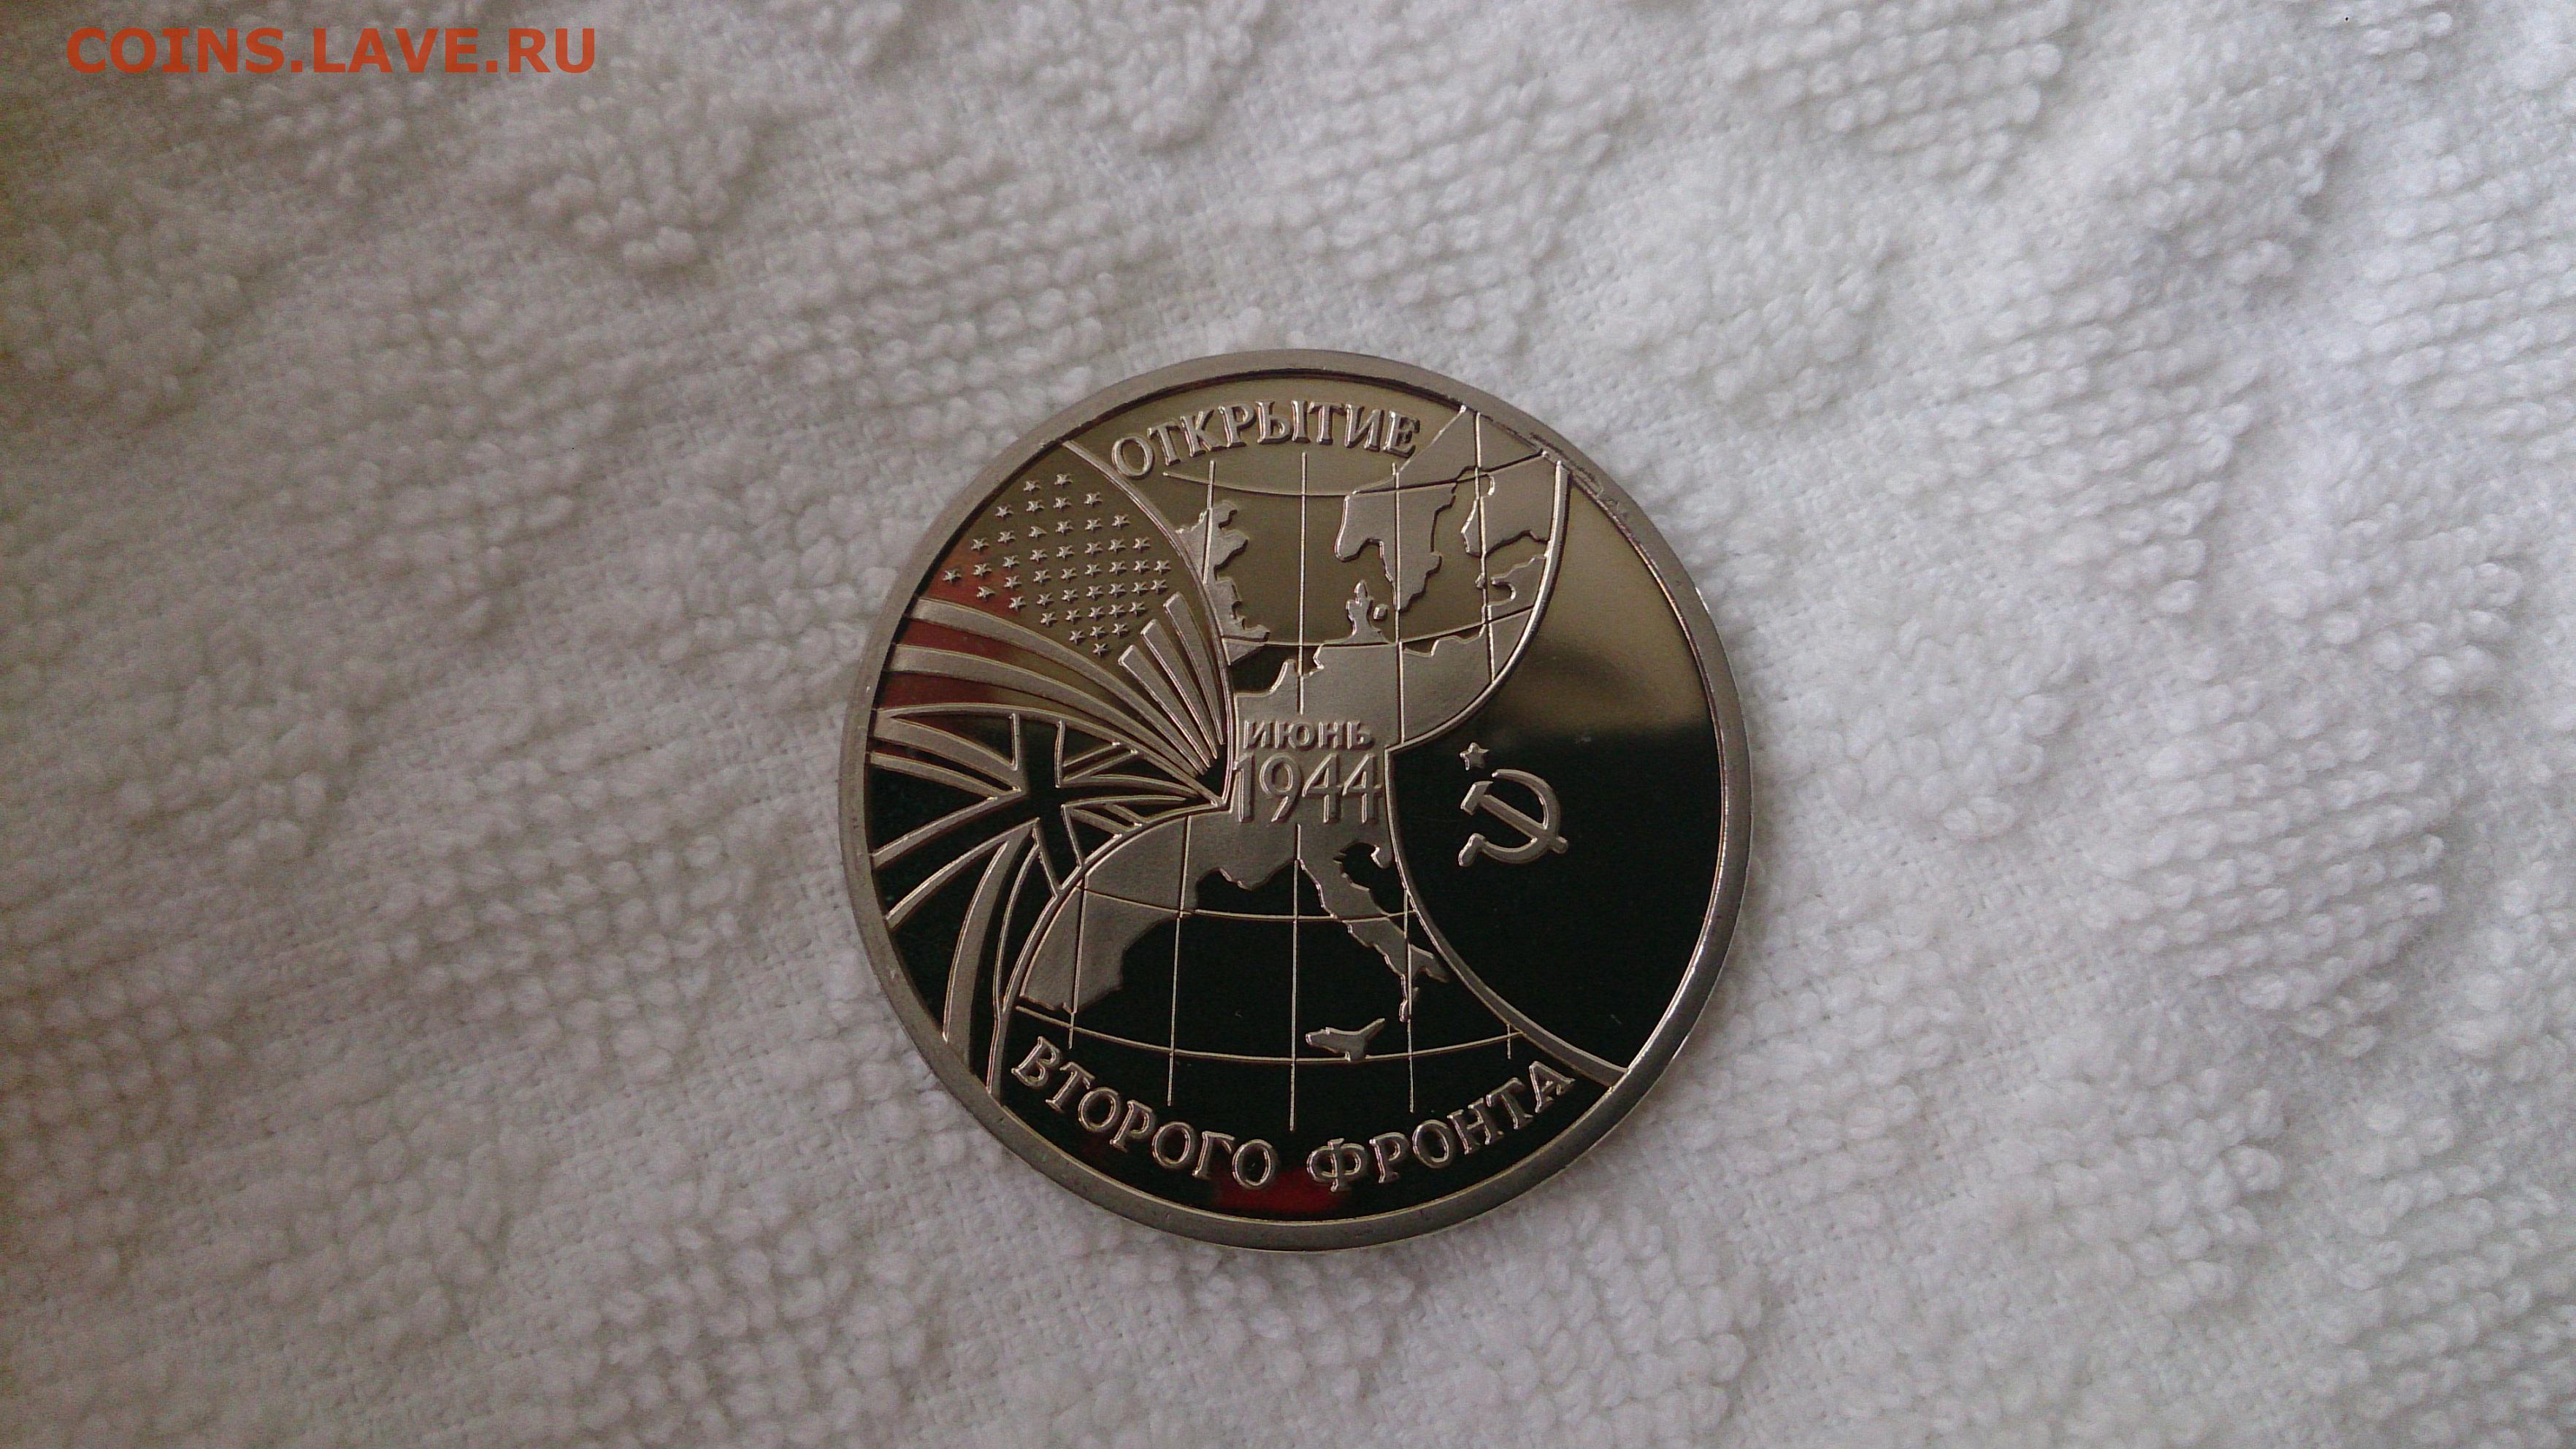 COINS.LAVE.RU
ОТКРЫТИЕ
ИЮНЬ
1944
ВТОРОГО ФРОНТА